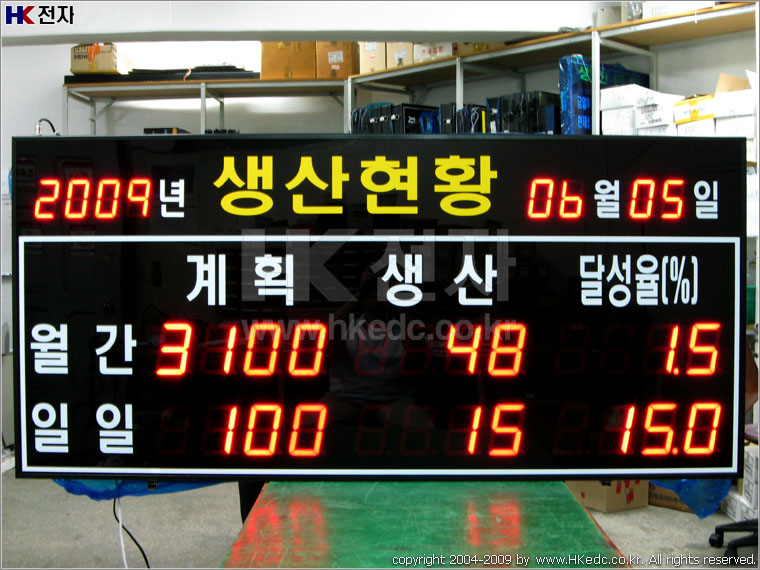 HK 전자
2009년 생산현황 06월05일
계획 생산 달성율(%)
HK전자
www.hkedc.co.kr
월간 3100 48 1.5
일일 100 15 15.0
copyright 2004-2009 by www.HKedc.co.kr. All rights reserved.